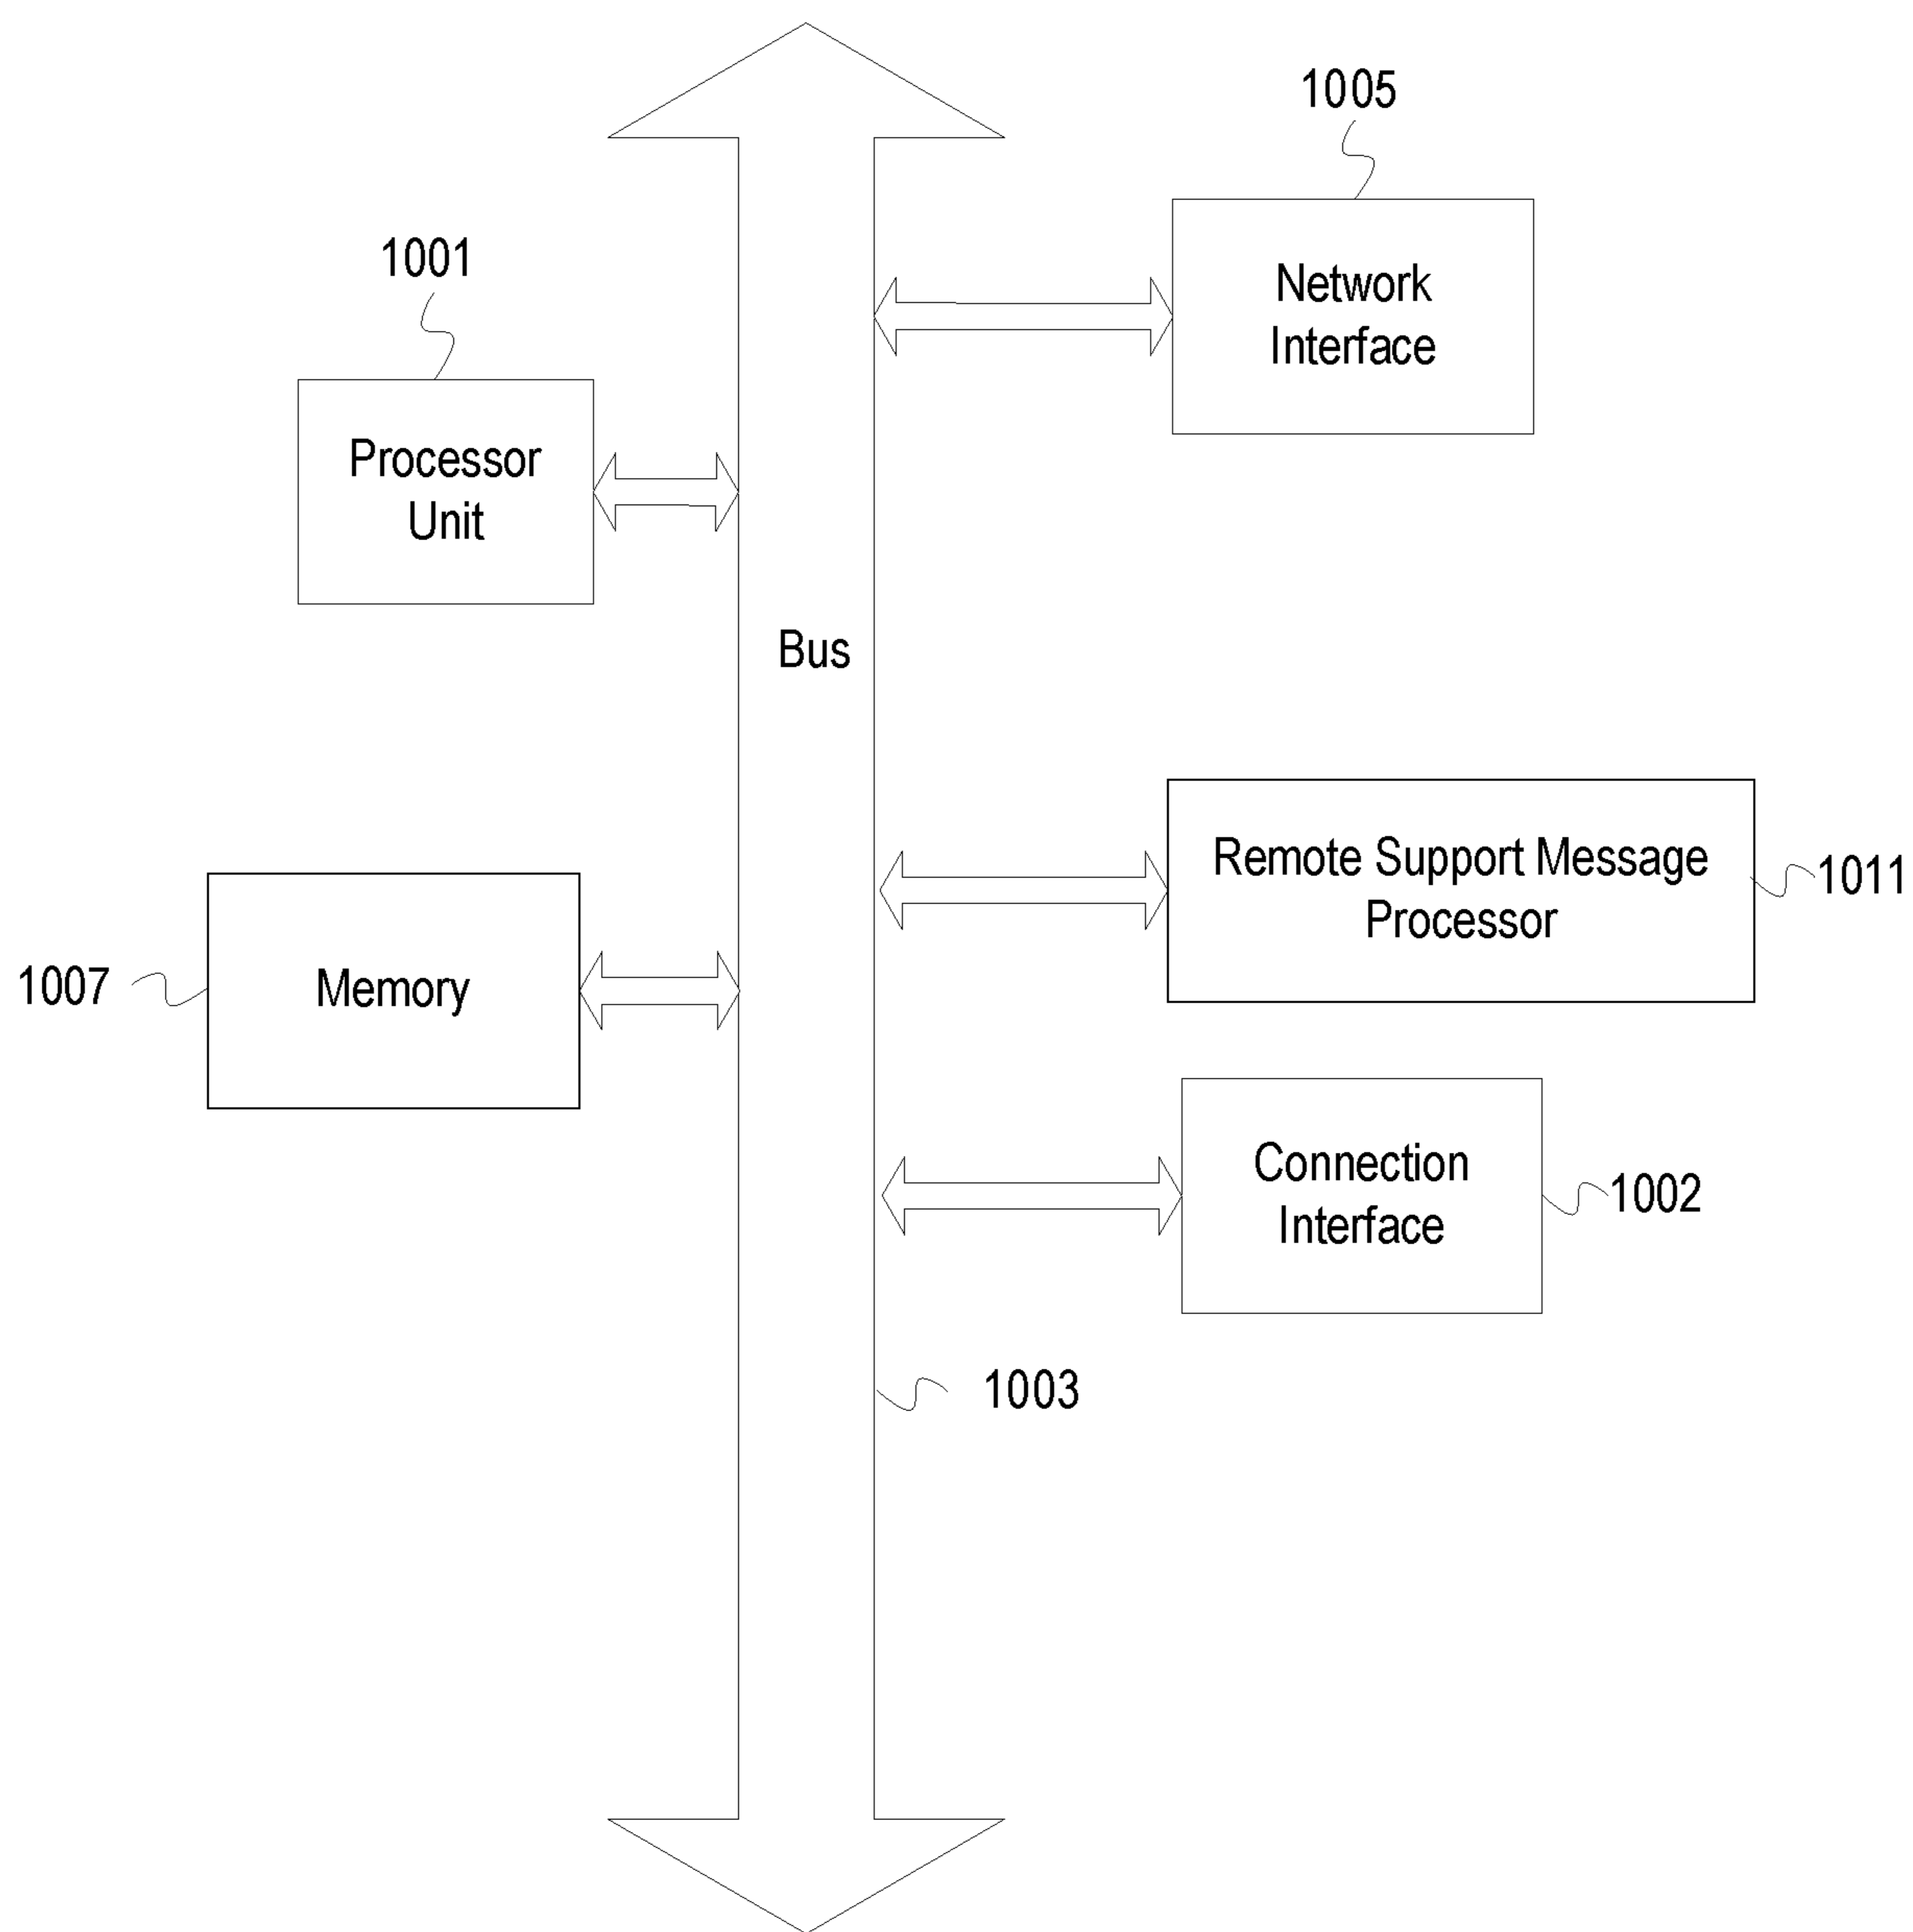 1005
Network
Interface
1001
Processor
Unit
Bus
Remote Support Message
Processor
1011
1007
Memory
Connection
Interface
1002
1003